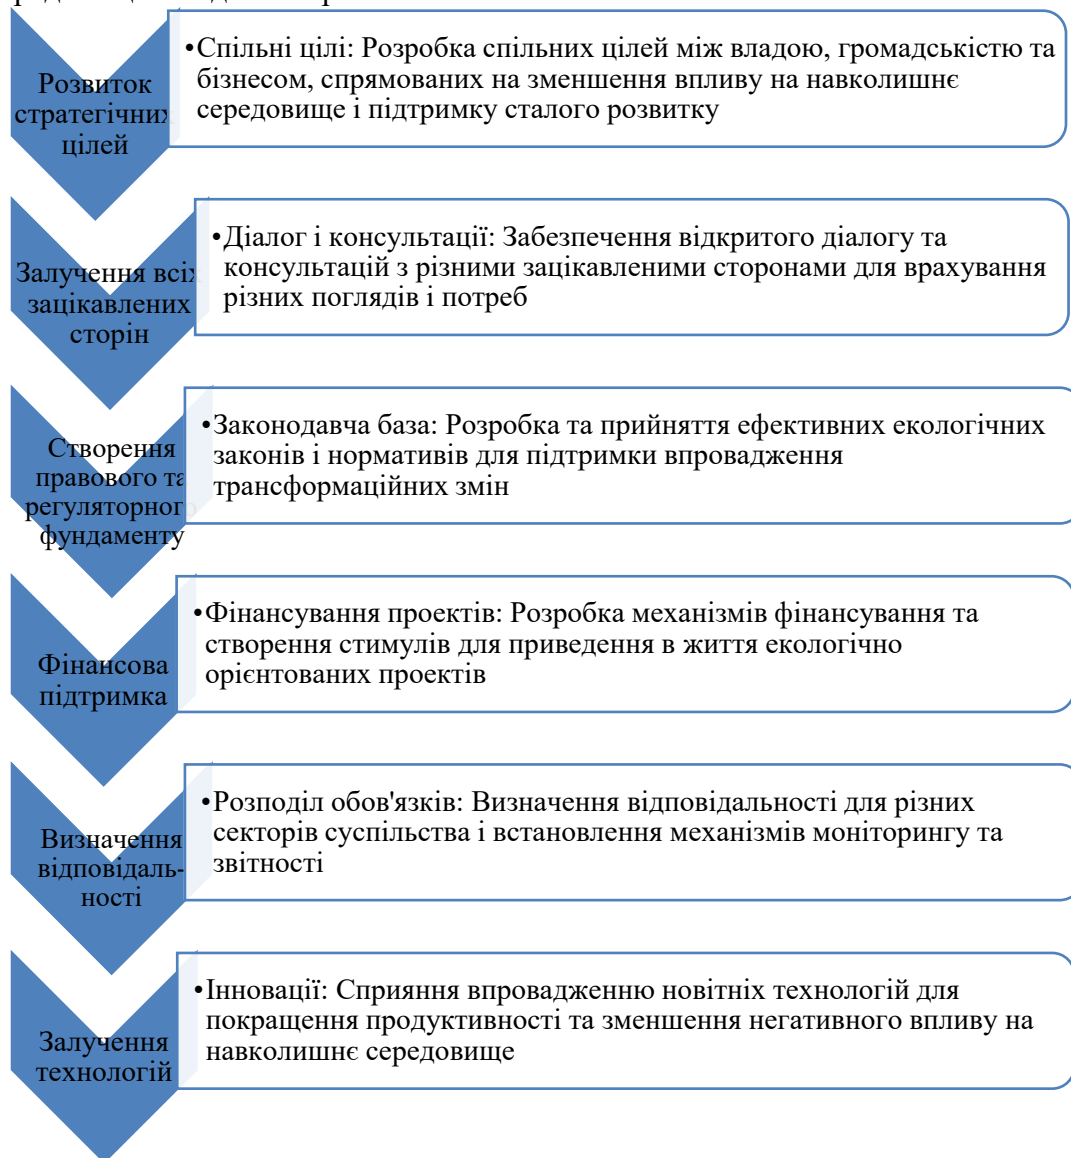 Розвиток
стратегічних
цілей
•Спільні цілі: Розробка спільних цілей між владою, громадськістю та
бізнесом, спрямованих на зменшення впливу на навколишнє
середовище і підтримку сталого розвитку
Залучення всіх
зацікавлених
сторін
•Діалог і консультації: Забезпечення відкритого діалогу та
консультацій з різними зацікавленими сторонами для врахування
різних поглядів і потреб
Створення
правового та
регуляторного
фундаменту
•Законодавча база: Розробка та прийняття ефективних екологічних
законів і нормативів для підтримки впровадження
трансформаційних змін
Фінансова
підтримка
•Фінансування проектів: Розробка механізмів фінансування та
створення стимулів для приведення в життя екологічно
орієнтованих проектів
Визначення
відповідаль-
ності
•Розподіл обов'язків: Визначення відповідальності для різних
секторів суспільства і встановлення механізмів моніторингу та
звітності
Залучення
технологій
•Інновації: Сприяння впровадженню новітніх технологій для
покращення продуктивності та зменшення негативного впливу на
навколишнє середовище